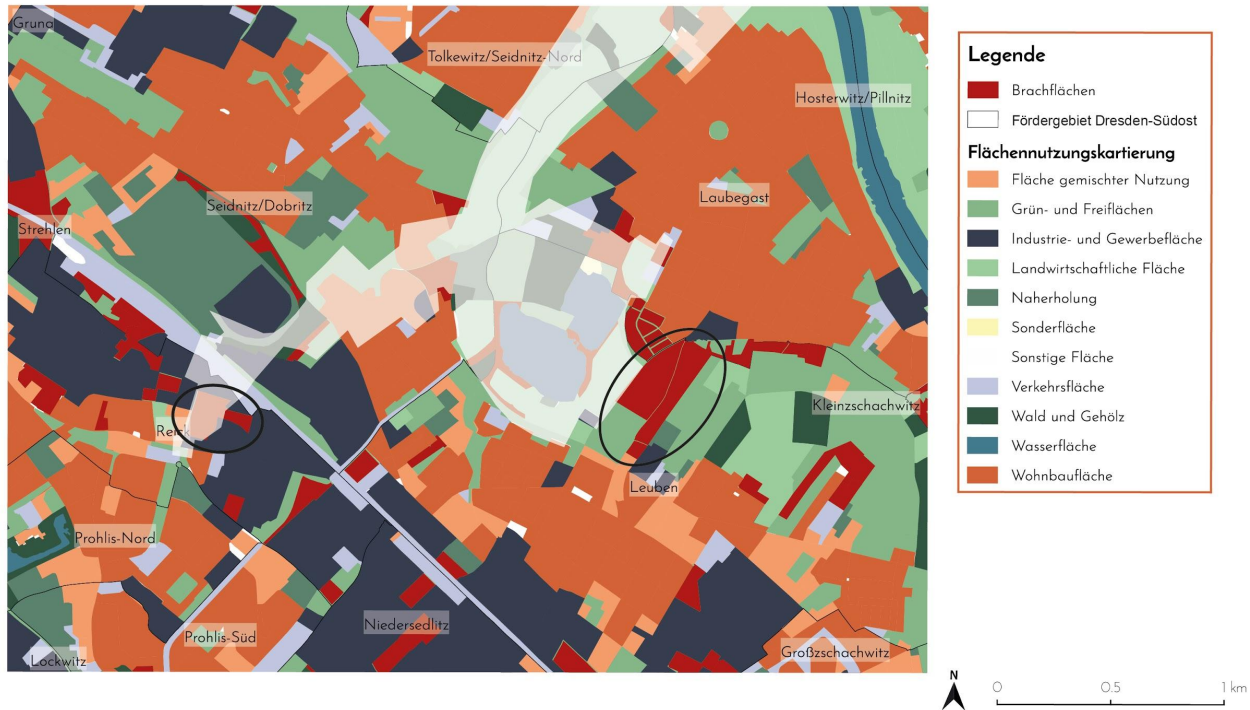 Gruna
Tolkewitz/Seidnitz-Nord
Hosterwitz/Pillnitz
Laubegast
Seidnitz/Dobritz
Strehlen
Kleinzschachwitz
Reick
Leuben
Prohlis-Nord
Niedersedlitz
Prohlis-Süd
Großzschachwitz
Lockwitz
Legende
Brachflächen
Fördergebiet Dresden-Südost
Flächennutzungskartierung
Fläche gemischter Nutzung
Grün- und Freiflächen
Industrie- und Gewerbefläche
Landwirtschaftliche Fläche
Naherholung
Sonderfläche
Sonstige Fläche
Verkehrsfläche
Wald und Gehölz
Wasserfläche
Wohnbaufläche
N
0 0.5 1 km